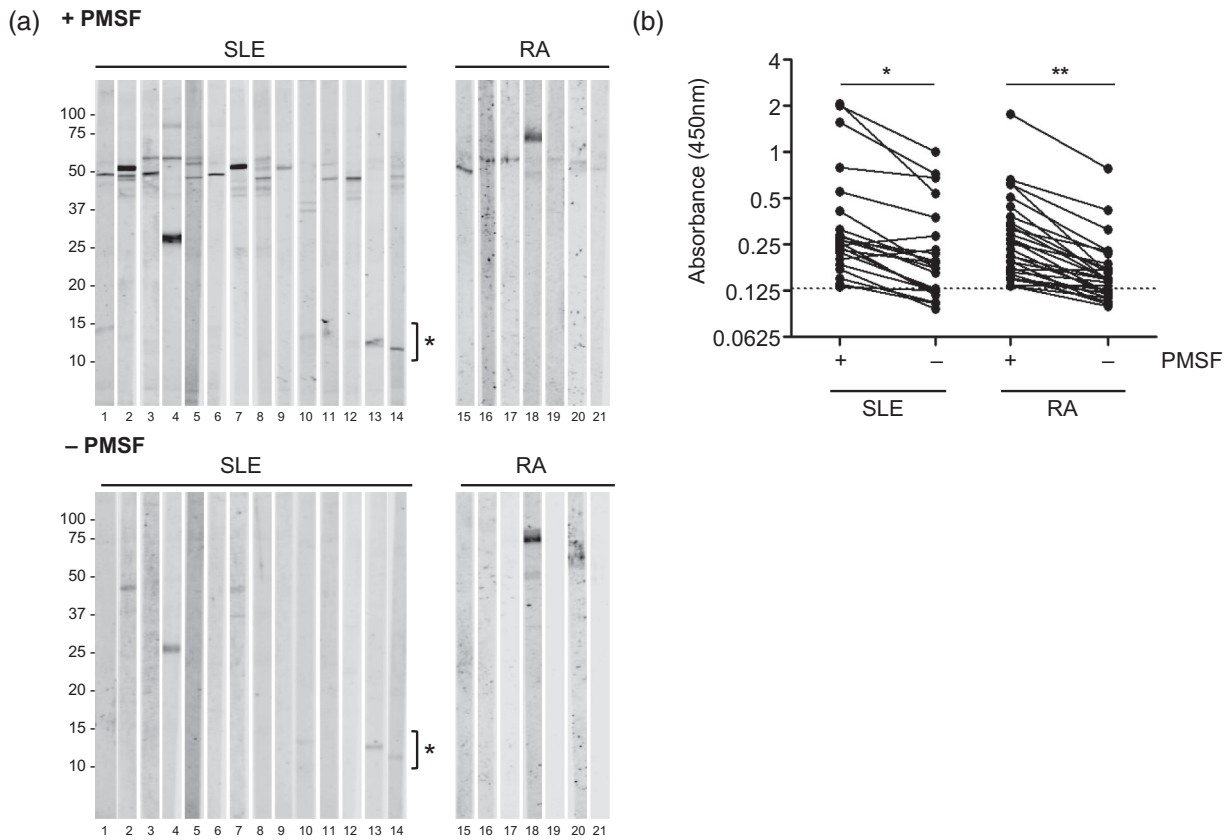 (a) + PMSF
SLE RA
100 -
75 -
50 -
37 -
25 -
20 -
15 -
*
10 -
1 2 3 4 5 6 7 8 9 10 11 12 13 14 15 16 17 18 19 20 21
– PMSF
SLE RA
100 -
75 -
50 -
37 -
25 -
20 -
15 -
*
10 -
1 2 3 4 5 6 7 8 9 10 11 12 13 14 15 16 17 18 19 20 21
(b)
4
2
1
0.5
0.25
0.125
0.0625
Absorbance (450nm)
* **
+ – + – PMSF
SLE RA